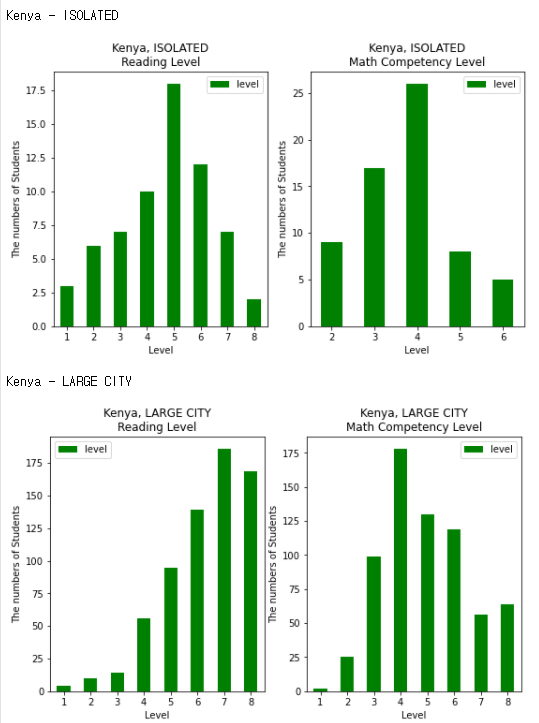 Kenya - ISOLATED
Kenya, ISOLATED
Reading Level
level
17.5
15.0
12.5
10.0
7.5
5.0
2.5
0.0
The numbers of Students
1 2 3 4 5 6 7 8
Level
Kenya, ISOLATED
Math Competency Level
level
25
20
15
10
5
0
The numbers of Students
2 3 4 5 6
Level
Kenya - LARGE CITY
Kenya, LARGE CITY
Reading Level
level
175
150
125
100
75
50
25
0
The numbers of Students
1 2 3 4 5 6 7 8
Level
Kenya, LARGE CITY
Math Competency Level
level
175
150
125
100
75
50
25
0
The numbers of Students
1 2 3 4 5 6 7 8
Level